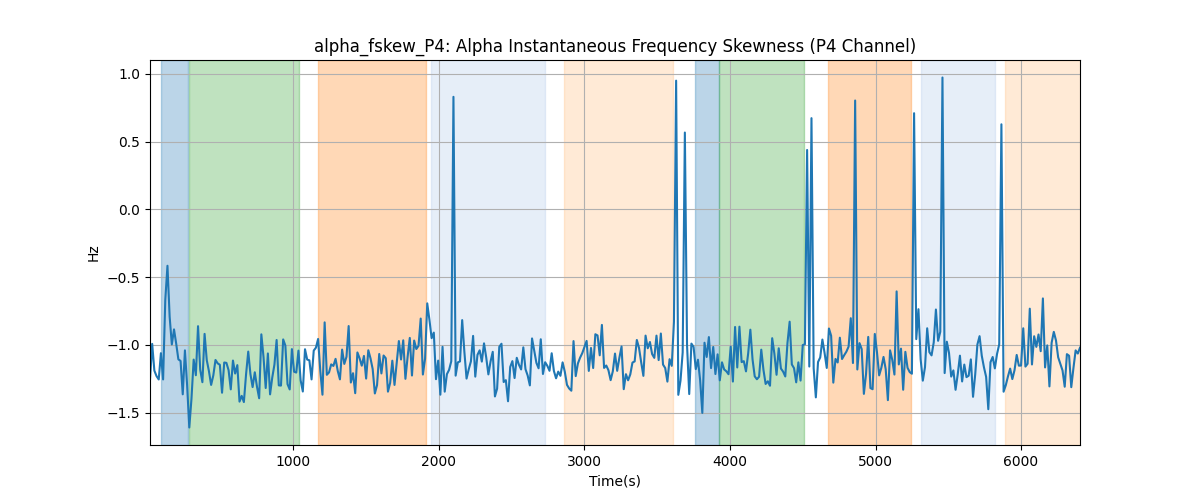 alpha_fskew_P4: Alpha Instantaneous Frequency Skewness (P4 Channel)
1.0
0.5
0.0
−0.5
−1.0
−1.5
Hz
1000 2000 3000 4000 5000 6000
Time(s)